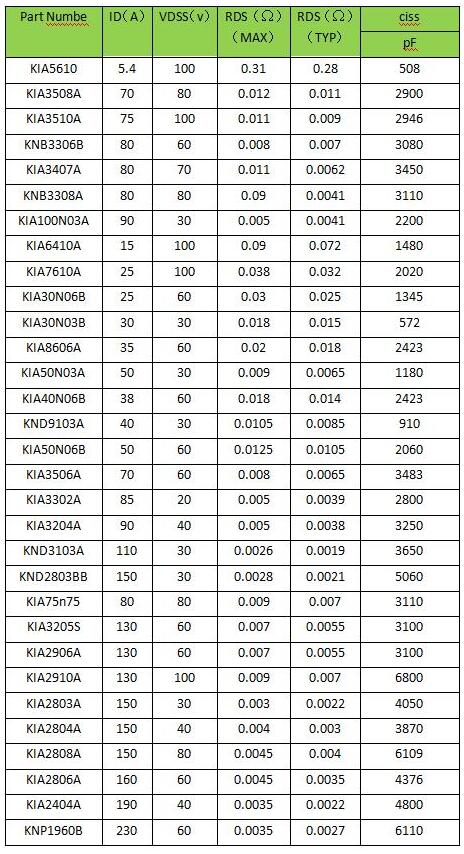 Part Numbe ID（A） VDSS（v） RDS（Ω） RDS（Ω） ciss
（MAX） （TYP） pF
KIA5610 5.4 100 0.31 0.28 508
KIA3508A 70 80 0.012 0.011 2900
KIA3510A 75 100 0.011 0.009 2946
KNB3306B 80 60 0.008 0.007 3080
KIA3407A 80 70 0.011 0.0062 3450
KNB3308A 80 80 0.09 0.0041 3110
KIA100N03A 90 30 0.005 0.0041 2200
KIA6410A 15 100 0.09 0.072 1480
KIA7610A 25 100 0.038 0.032 2020
KIA30N06B 25 60 0.03 0.025 1345
KIA30N03B 30 30 0.018 0.015 572
KIA8606A 35 60 0.02 0.018 2423
KIA50N03A 50 30 0.009 0.0065 1180
KIA40N06B 38 60 0.018 0.014 2423
KND9103A 40 30 0.0105 0.0085 910
KIA50N06B 50 60 0.0125 0.0105 2060
KIA3506A 70 60 0.008 0.0065 3483
KIA3302A 85 20 0.005 0.0039 2800
KIA3204A 90 40 0.005 0.0038 3250
KND3103A 110 30 0.0026 0.0019 3650
KND2803BB 150 30 0.0028 0.0021 5060
KIA75n75 80 80 0.009 0.007 3110
KIA3205S 130 60 0.007 0.0055 3100
KIA2906A 130 60 0.007 0.0055 3100
KIA2910A 130 100 0.009 0.007 6800
KIA2803A 150 30 0.003 0.0022 4050
KIA2804A 150 40 0.004 0.003 3870
KIA2808A 150 80 0.0045 0.004 6109
KIA2806A 160 60 0.0045 0.0035 4376
KIA2404A 190 40 0.0035 0.0022 4800
KNP1960B 230 60 0.0035 0.0027 6110